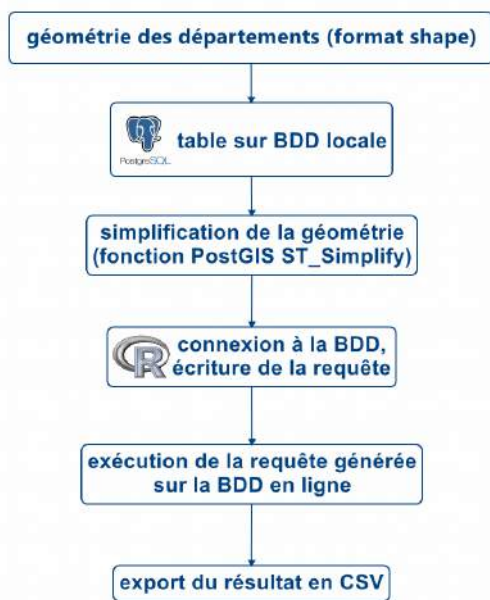 géométrie des départements (format shape)
table sur BDD locale
PostgreSQL
simplification de la géométrie
(fonction PostGIS ST_Simplify)
R
connexion à la BDD,
écriture de la requête
exécution de la requête générée
sur la BDD en ligne
export du résultat en CSV